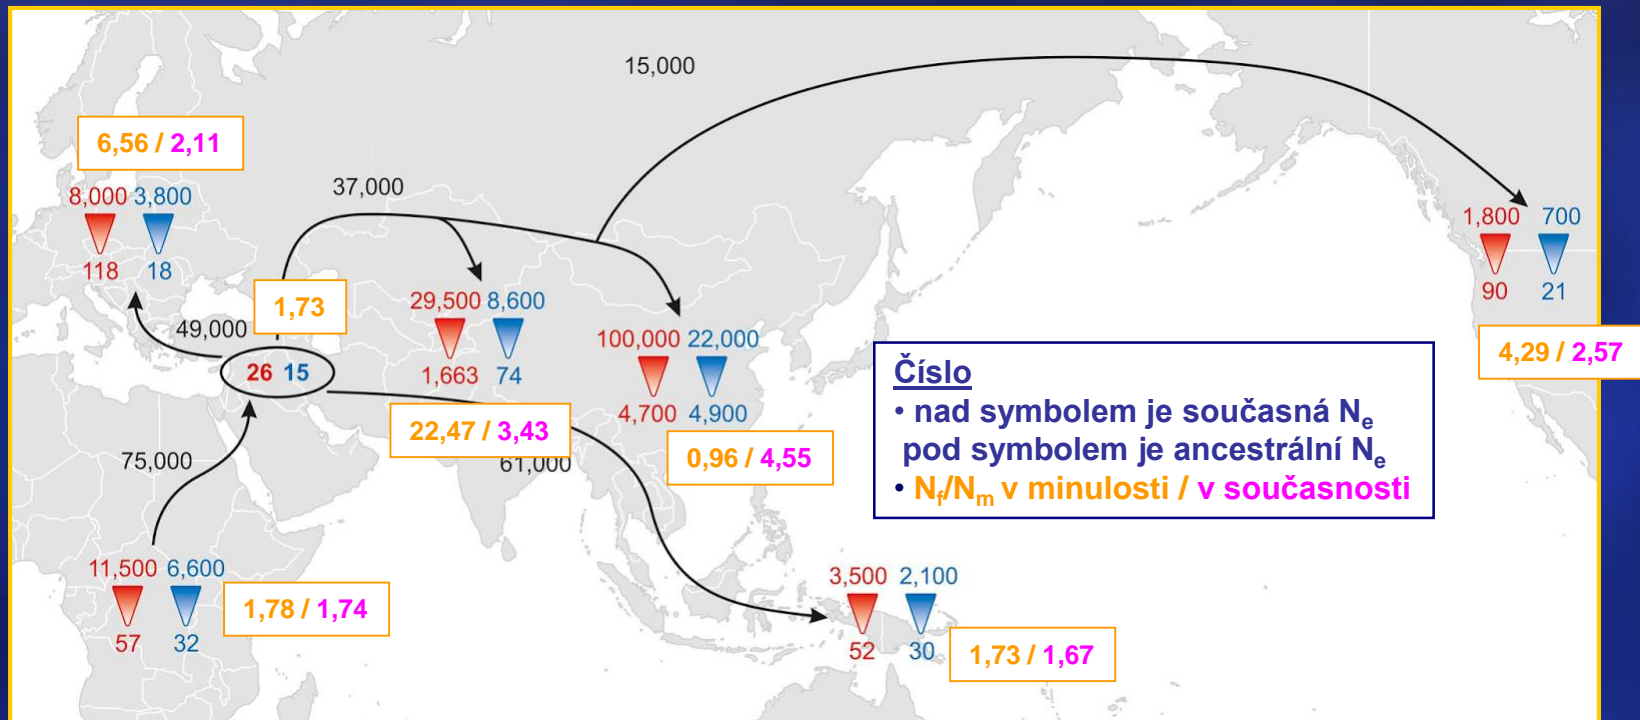 15,000
6,56 / 2,11
8,000 3,800
118 18
37,000
49,000
1,73
26 15
29,500 8,600
1,663 74
22,47 / 3,43
100,000 22,000
4,700 4,900
0,96 / 4,55
1,800 700
90 21
4,29 / 2,57
Číslo
• nad symbolem je současná Ne
pod symbolem je ancestrální Ne
• Nf/Nm v minulosti / v současnosti
75,000
61,000
11,500 6,600
57 32
1,78 / 1,74
3,500 2,100
52 30
1,73 / 1,67